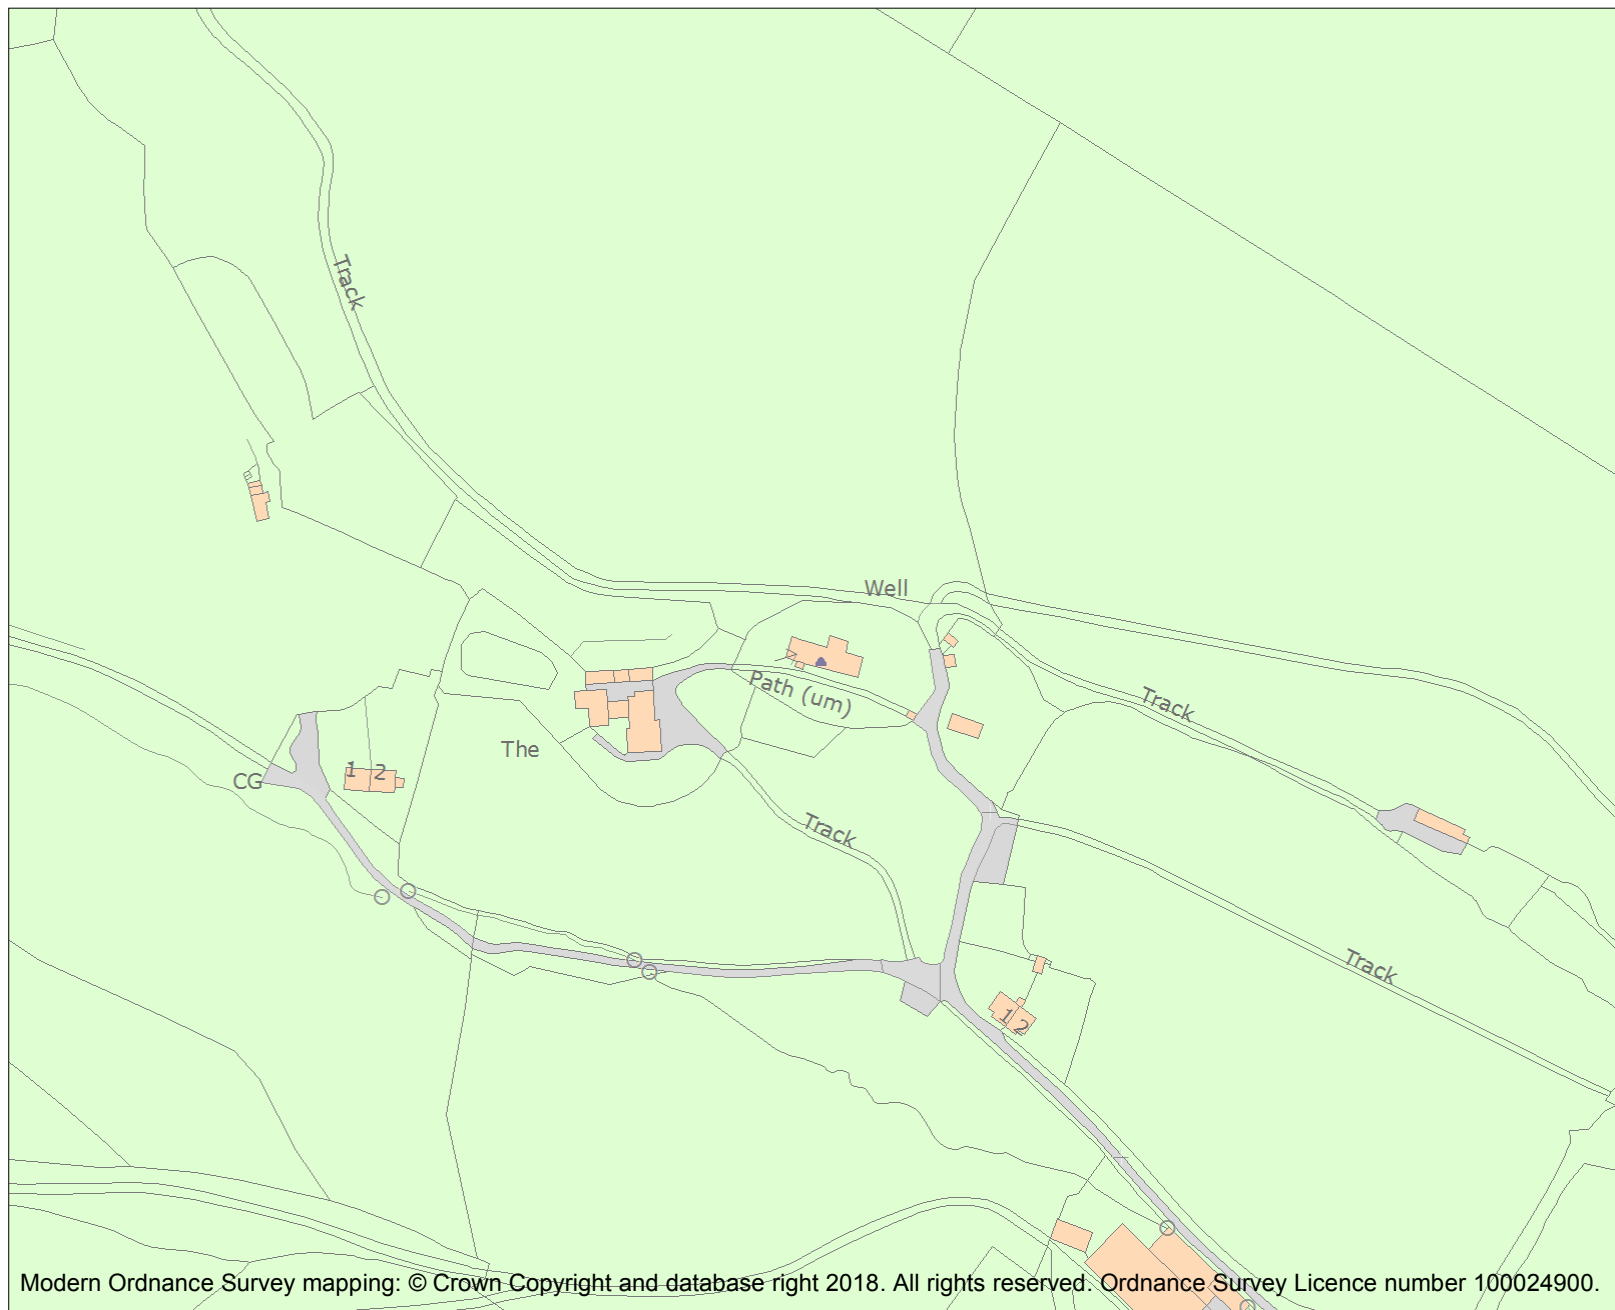 Track
Well
Path (um)
Track
The
CG
1 2
Track
Track
1 2
Modern Ordnance Survey mapping: © Crown Copyright and database right 2018. All rights reserved. Ordnance Survey Licence number 100024900.